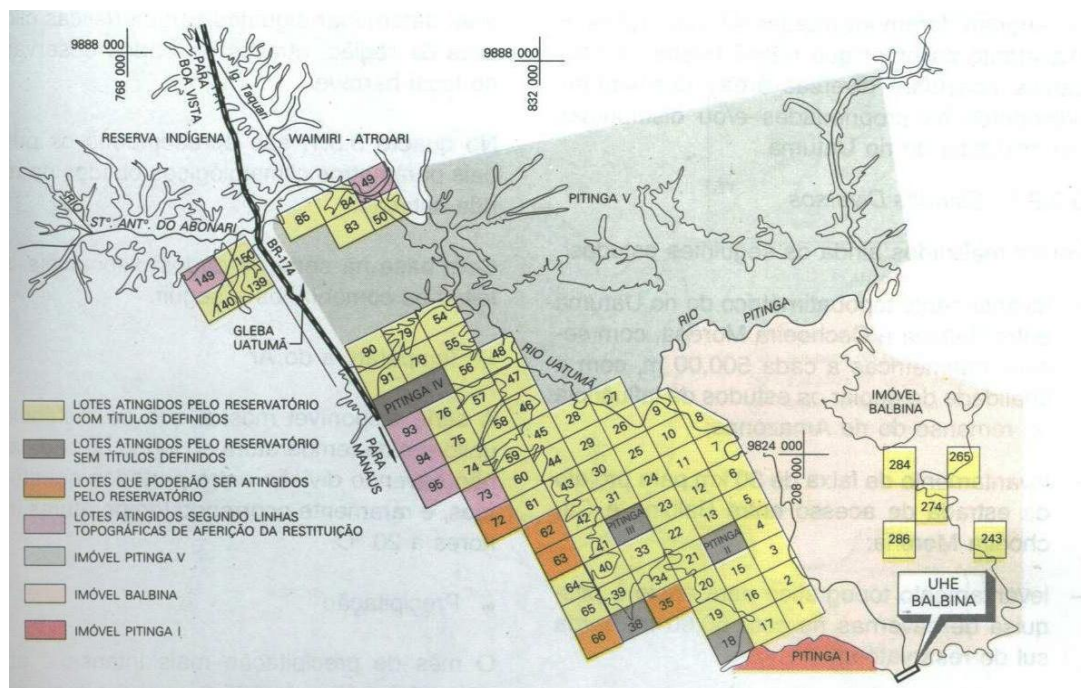 9888 000
768 000
PARA
BOA VISTA
Ig. Taquari
9888 000
832 000
RESERVA INDÍGENA
WAIMIRI - ATROARI
RIO
STº. ANTº. DO ABONARI
BR-174
PITINGA V
49
84
85
50
83
150
149
139
140
GLEBA
UATUMÃ
RIO
PITINGA
RIO UATUMÃ
54
79
90
55
48
78
91
56
47
PITINGA IV
57
46
76
93
58
45
75
94
59
44
74
95
60
43
73
61
42
72
62
41
63
40
64
39
65
38
66
27
28
26
29
25
30
24
31
23
PITINGA
III
22
33
21
34
20
35
19
18
9
8
10
7
11
6
12
5
13
4
PITINGA
II
3
15
2
16
1
17
PARA
MANAUS
9824 000
208 000
IMÓVEL
BALBINA
284
265
274
286
243
UHE
BALBINA
PITINGA I
LOTES ATINGIDOS PELO RESERVATÓRIO
COM TÍTULOS DEFINIDOS
LOTES ATINGIDOS PELO RESERVATÓRIO
SEM TÍTULOS DEFINIDOS
LOTES QUE PODERÃO SER ATINGIDOS
PELO RESERVATÓRIO
LOTES ATINGIDOS SEGUNDO LINHAS
TOPOGRÁFICAS DE AFERIÇÃO DA RESTITUIÇÃO
IMÓVEL PITINGA V
IMÓVEL BALBINA
IMÓVEL PITINGA I